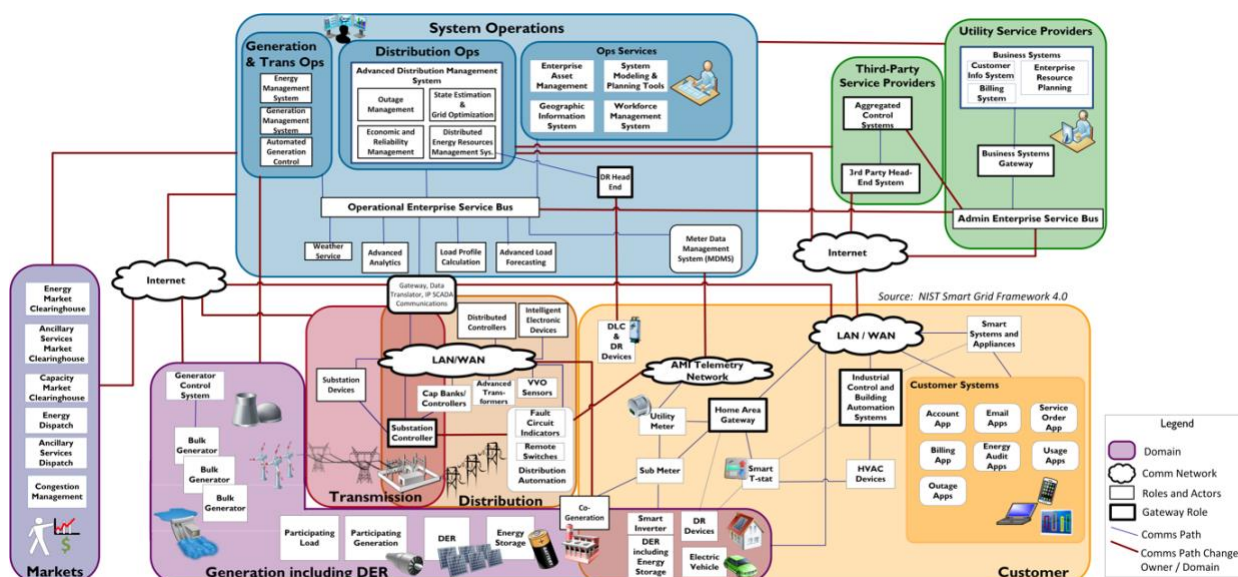 System Operations
Generation
& Trans Ops
Energy
Management
System
Generation
Management
System
Automated
Generation
Control
Distribution Ops
Advanced Distribution Management
System
Outage
Management
State Estimation
&
Grid Optimization
Economic and
Reliability
Management
Distributed
Energy Resources
Management Sys.
Ops Services
Enterprise
Asset
Management
System
Modeling &
Planning Tools
Geographic
Information
System
Workforce
Management
System
DR Head
End
Operational Enterprise Service Bus
Weather
Service
Advanced
Analytics
Load Profile
Calculation
Advanced Load
Forecasting
Meter Data
Management
System (MDMS)
Third-Party
Service
Providers
Aggregated
Control
Systems
3rd Party Head-
End System
Utility Service Providers
Business Systems
Customer
Info System
Billing
System
Enterprise
Resource
Planning
Business Systems
Gateway
Admin Enterprise Service Bus
Internet
Internet
Source: NIST Smart Grid Framework 4.0
Energy
Market
Clearinghouse
Ancillary
Services
Market
Clearinghouse
Capacity
Market
Clearinghouse
Energy
Dispatch
Ancillary
Services
Dispatch
Congestion
Management
$
Markets
Gateway, Data
Translator, IP SCADA
Communications
Distributed
Controllers
Intelligent
Electronic
Devices
LAN/WAN
Substation
Devices
Cap Banks/
Controllers
Advanced
Trans-
formers
VVO
Sensors
Substation
Controller
Fault
Circuit
Indicators
Remote
Switches
Distribution
Automation
Transmission
Distribution
Generator
Control
System
Bulk
Generator
Bulk
Generator
Bulk
Generator
Participating
Load
Participating
Generation
DER
Energy
Storage
Co-
Generation
Generation including DER
DLC
&
DR
Devices
AMI Telemetry
Network
LAN / WAN
Smart
Systems and
Appliances
Utility
Meter
Home Area
Gateway
Industrial
Control and
Building
Automation
Systems
Sub Meter
Smart
T-stat
HVAC
Devices
Smart
Inverter
DR
Devices
DER
including
Energy
Storage
Electric
Vehicle
Customer Systems
Account
App
Email
Apps
Service
Order
App
Billing
App
Energy
Audit
Apps
Usage
Apps
Outage
Apps
Customer
Legend
Domain
Comm Network
Roles and Actors
Gateway Role
Comms Path
Comms Path Change
Owner / Domain